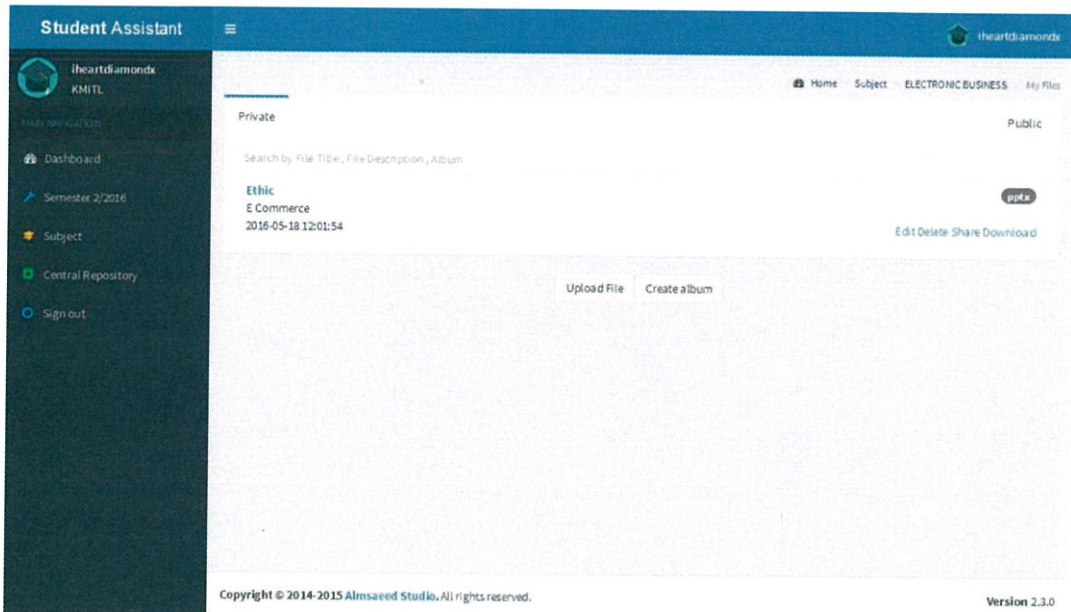 Student Assistant
iheartdiamondx
iheartdiamondx
KMITL
MAIN NAVIGATION
Dashboard
Semester 2/2016
Subject
Central Repository
Sign out
Home Subject ELECTRONIC BUSINESS My Files
Private
Public
Search by File Title , File Description , Album
Ethic
pptx
E Commerce
2016-05-18 12:01:54
Edit Delete Share Download
Upload File Create album
Copyright © 2014-2015 Almsaeed Studio. All rights reserved.
Version 2.3.0